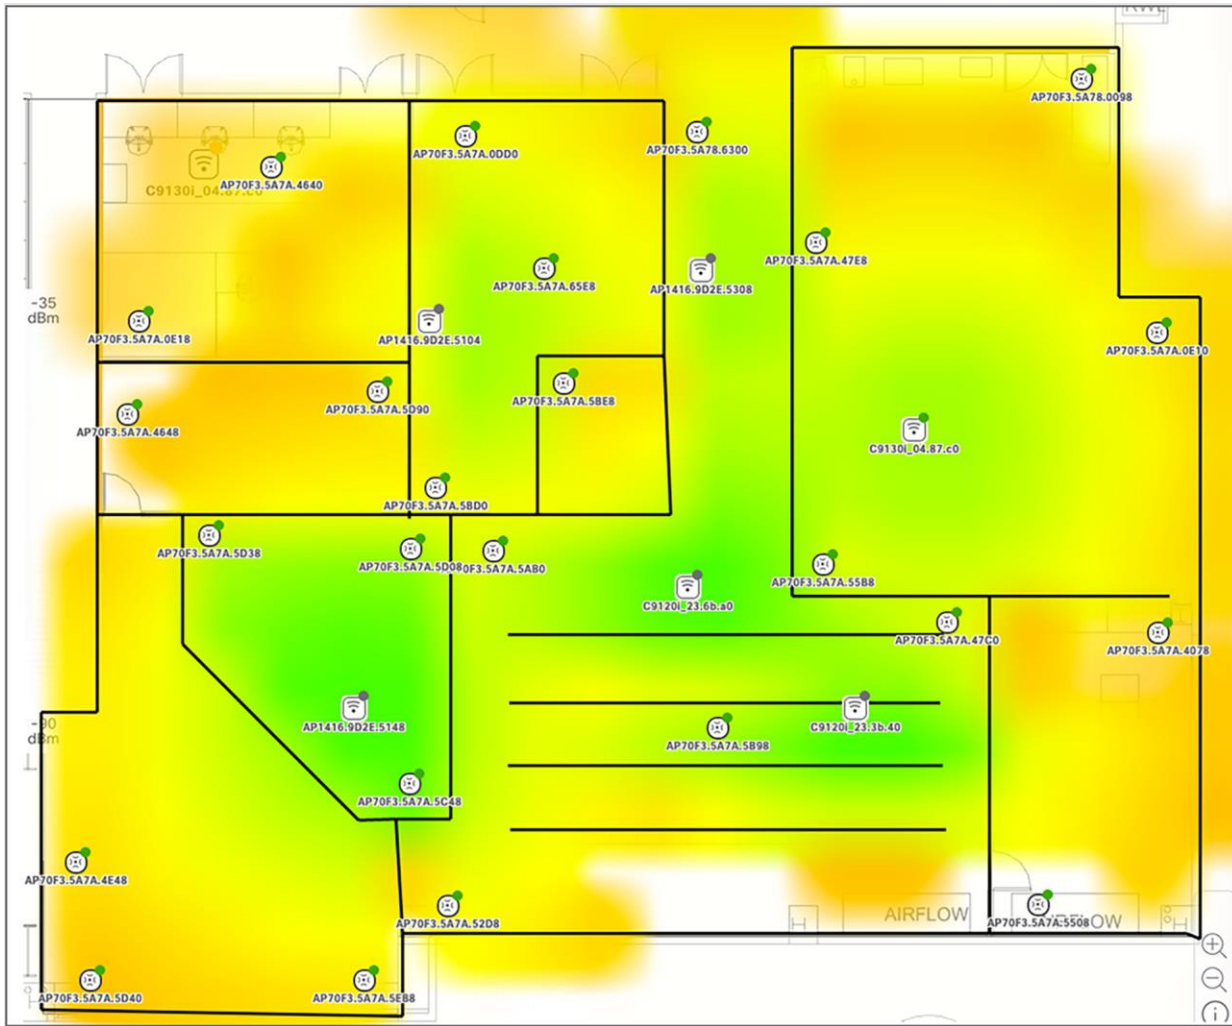 AP70F3.5A78.0098
AP70F3.5A7A.0DD0
AP70F3.5A78.6300
AP70F3.5A7A.4640
C9130i_04.87.c0
AP70F3.5A7A.47E8
AP70F3.5A7A.65E8
AP1416.9D2E.5308
-35
dBm
AP70F3.5A7A.0E18
AP1416.9D2E.5104
AP70F3.5A7A.0E10
AP70F3.5A7A.5D90
AP70F3.5A7A.5BE8
AP70F3.5A7A.4648
C9130i_04.87.c0
AP70F3.5A7A.5BD0
AP70F3.5A7A.5D38
AP70F3.5A7A.5D08
0F3.5A7A.5AB0
AP70F3.5A7A.55B8
C9120i_23.6b.a0
AP70F3.5A7A.47C0
AP70F3.5A7A.4078
-90
dBm
AP1416.9D2E.5148
AP70F3.5A7A.5B98
C9120i_23.3b.40
AP70F3.5A7A.5C48
AP70F3.5A7A.4E48
AP70F3.5A7A.52D8
AIRFLOW
AP70F3.5A7A.5508
AP70F3.5A7A.5D40
AP70F3.5A7A.5EB8